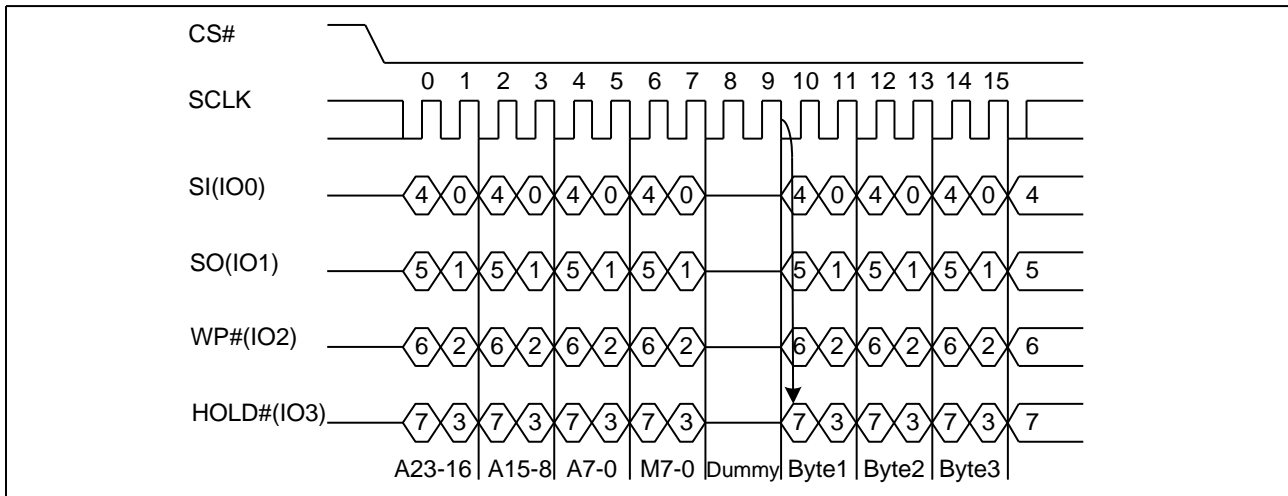 CS#
0 1 2 3 4 5 6 7 8 9 10 11 12 13 14 15
SCLK
SI(IO0) 4 0 4 0 4 0 4 0 4 0 4 0 4 0 4
SO(IO1) 5 1 5 1 5 1 5 1 5 1 5 1 5 1 5
WP#(IO2) 6 2 6 2 6 2 6 2 6 2 6 2 6 2 6
HOLD#(IO3) 7 3 7 3 7 3 7 3 7 3 7 3 7 3 7
A23-16 A15-8 A7-0 M7-0 Dummy Byte1 Byte2 Byte3